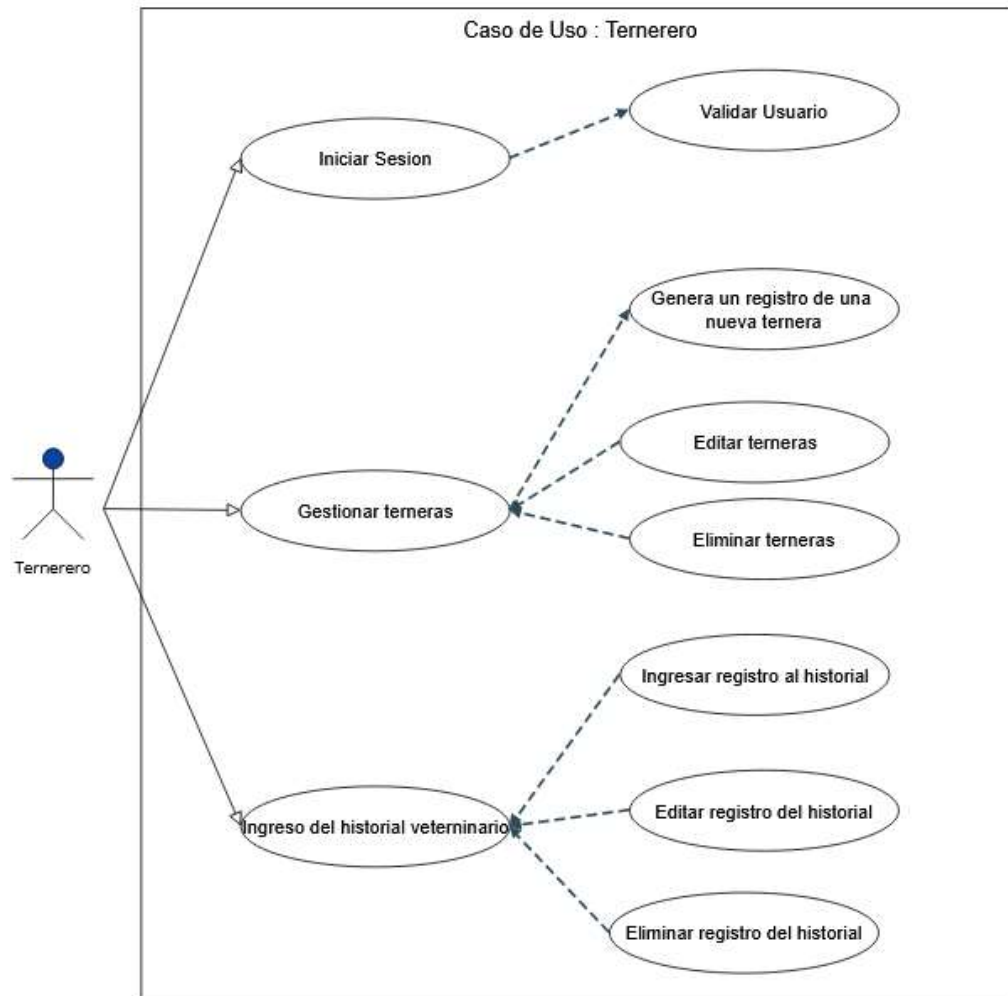 Caso de Uso : Ternerero
Validar Usuario
Iniciar Sesion
Genera un registro de una
nueva ternera
Editar terneras
Gestionar terneras
Eliminar terneras
Ternerero
Ingresar registro al historial
Editar registro del historial
Ingreso del historial veterninario
Eliminar registro del historial